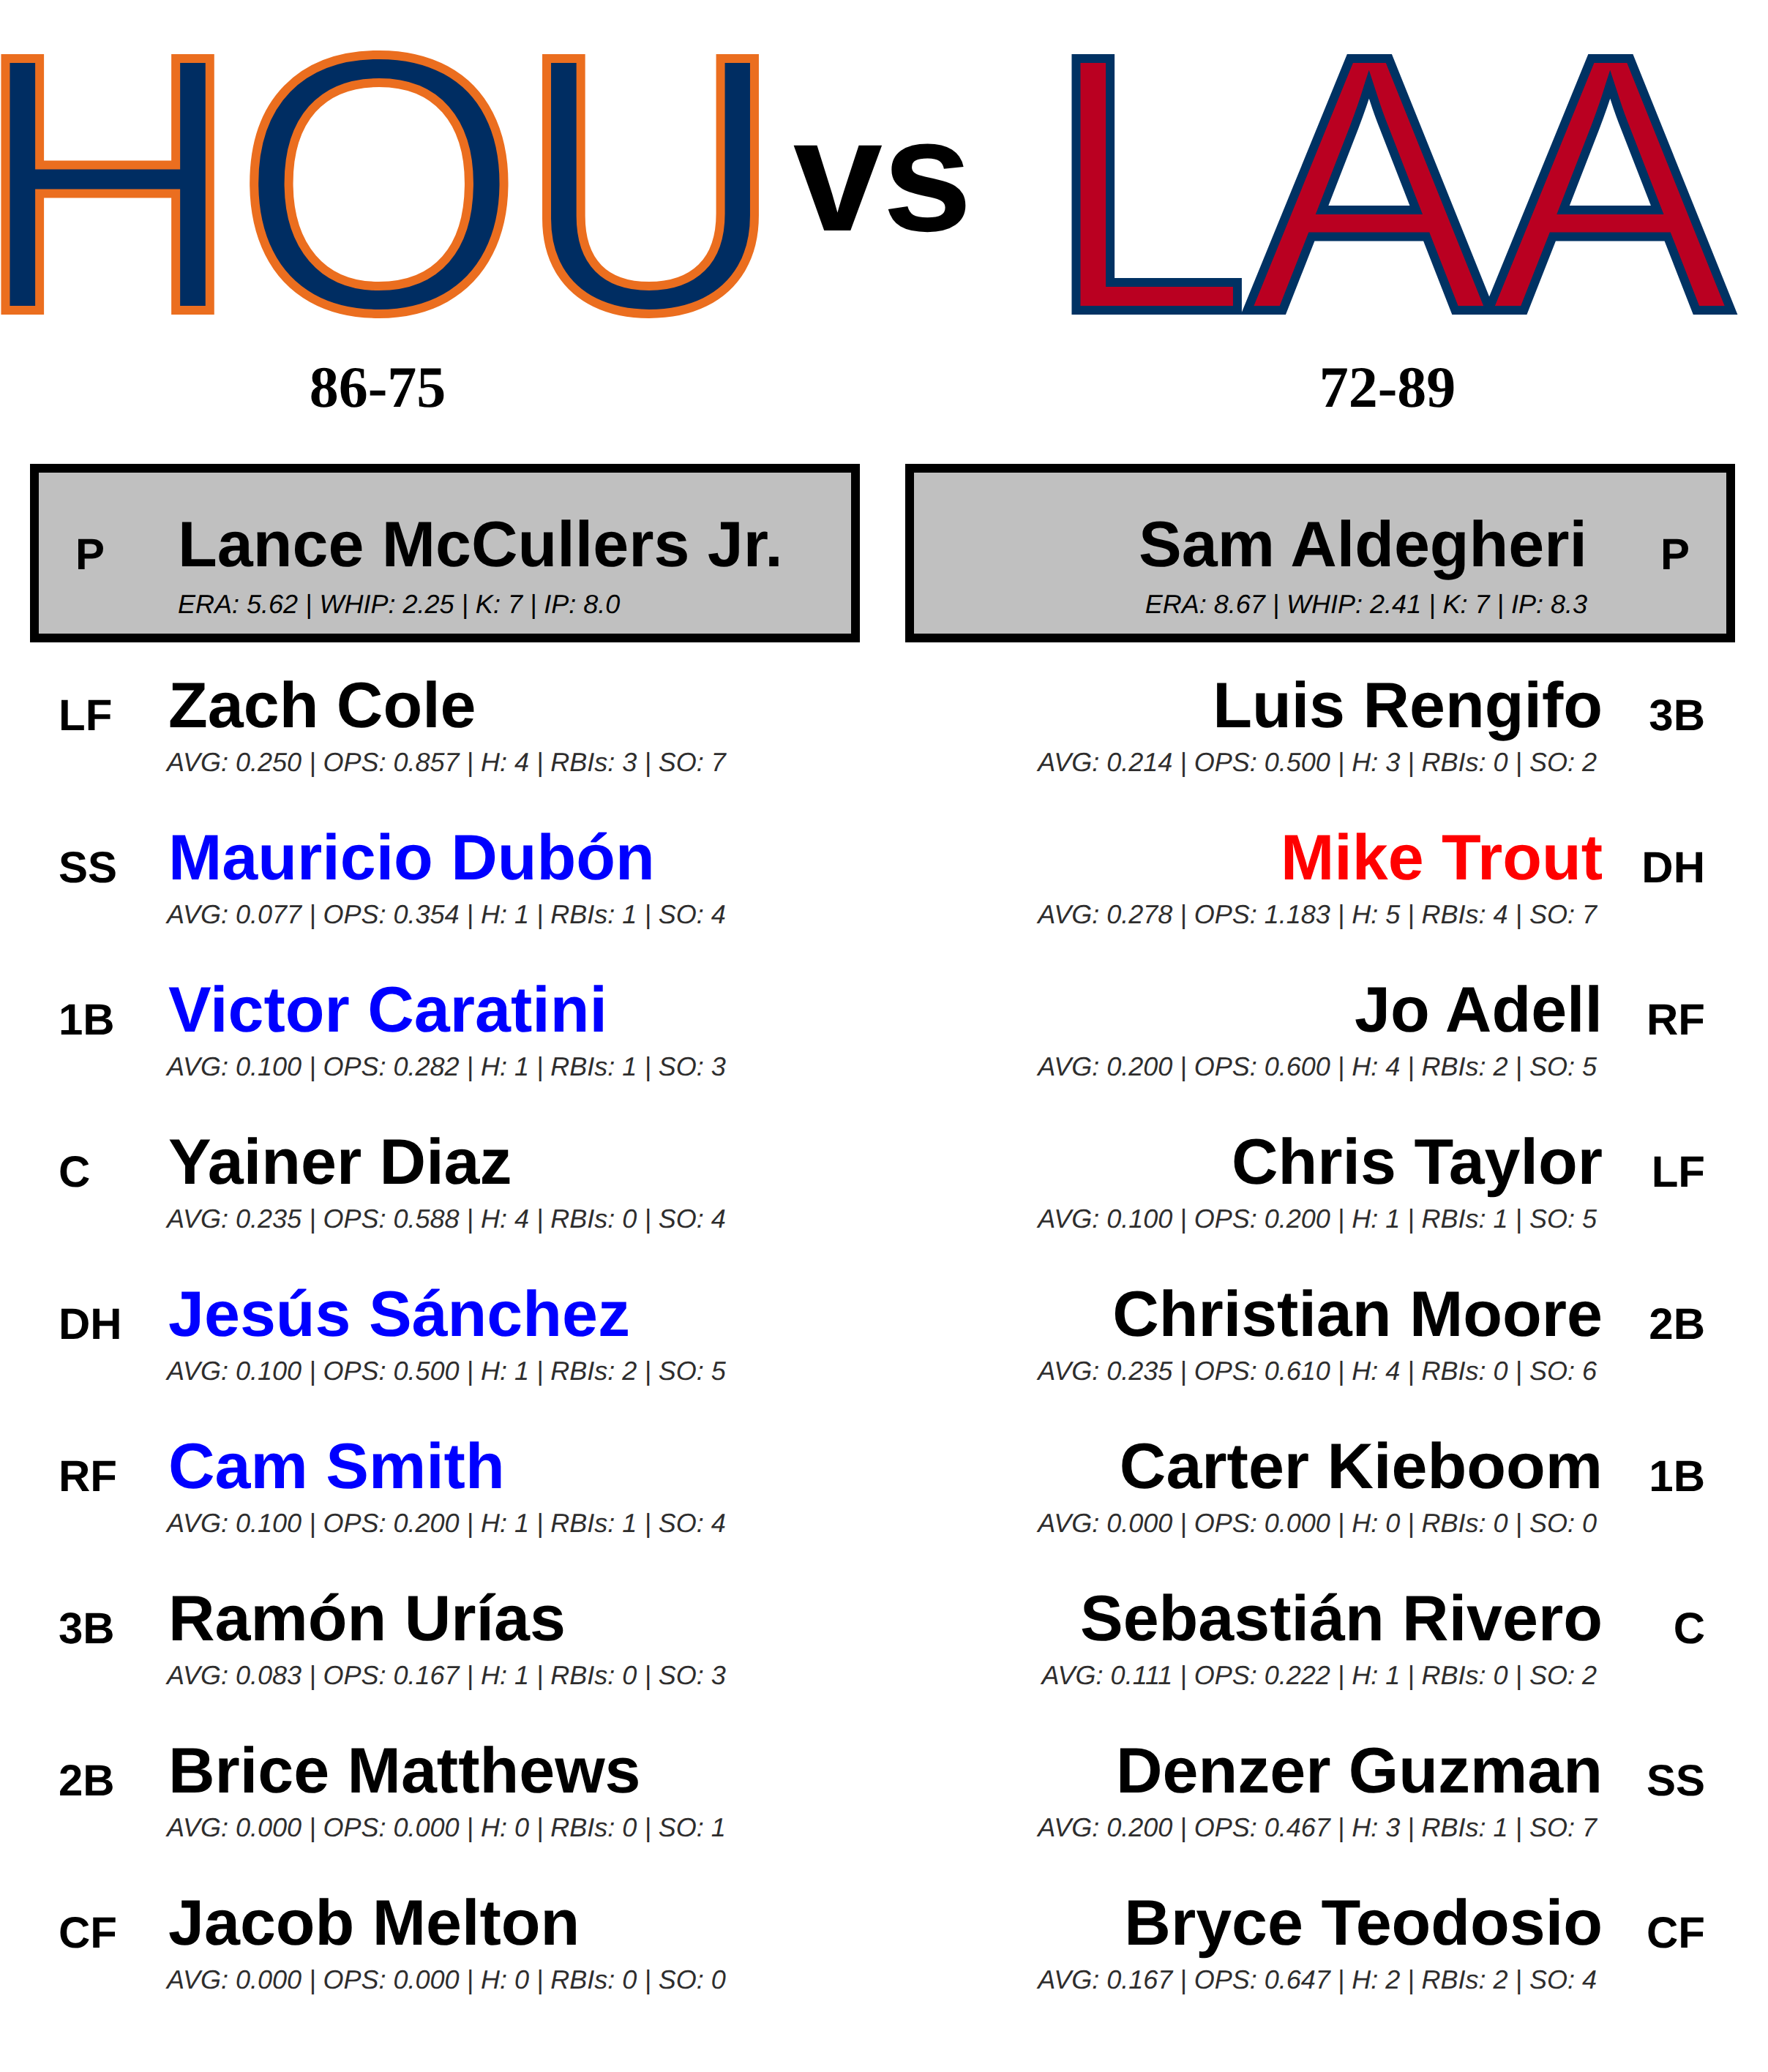 HOU vs LAA
86-75 72-89
P Lance McCullers Jr. Sam Aldegheri P
ERA: 5.62 | WHIP: 2.25 | K: 7 | IP: 8.0 ERA: 8.67 | WHIP: 2.41 | K: 7 | IP: 8.3
LF Zach Cole Luis Rengifo 3B
AVG: 0.250 | OPS: 0.857 | H: 4 | RBIs: 3 | SO: 7 AVG: 0.214 | OPS: 0.500 | H: 3 | RBIs: 0 | SO: 2
SS Mauricio Dubón Mike Trout DH
AVG: 0.077 | OPS: 0.354 | H: 1 | RBIs: 1 | SO: 4 AVG: 0.278 | OPS: 1.183 | H: 5 | RBIs: 4 | SO: 7
1B Victor Caratini Jo Adell RF
AVG: 0.100 | OPS: 0.282 | H: 1 | RBIs: 1 | SO: 3 AVG: 0.200 | OPS: 0.600 | H: 4 | RBIs: 2 | SO: 5
C Yainer Diaz Chris Taylor LF
AVG: 0.235 | OPS: 0.588 | H: 4 | RBIs: 0 | SO: 4 AVG: 0.100 | OPS: 0.200 | H: 1 | RBIs: 1 | SO: 5
DH Jesús Sánchez Christian Moore 2B
AVG: 0.100 | OPS: 0.500 | H: 1 | RBIs: 2 | SO: 5 AVG: 0.235 | OPS: 0.610 | H: 4 | RBIs: 0 | SO: 6
RF Cam Smith Carter Kieboom 1B
AVG: 0.100 | OPS: 0.200 | H: 1 | RBIs: 1 | SO: 4 AVG: 0.000 | OPS: 0.000 | H: 0 | RBIs: 0 | SO: 0
3B Ramón Urías Sebastián Rivero C
AVG: 0.083 | OPS: 0.167 | H: 1 | RBIs: 0 | SO: 3 AVG: 0.111 | OPS: 0.222 | H: 1 | RBIs: 0 | SO: 2
2B Brice Matthews Denzer Guzman SS
AVG: 0.000 | OPS: 0.000 | H: 0 | RBIs: 0 | SO: 1 AVG: 0.200 | OPS: 0.467 | H: 3 | RBIs: 1 | SO: 7
CF Jacob Melton Bryce Teodosio CF
AVG: 0.000 | OPS: 0.000 | H: 0 | RBIs: 0 | SO: 0 AVG: 0.167 | OPS: 0.647 | H: 2 | RBIs: 2 | SO: 4